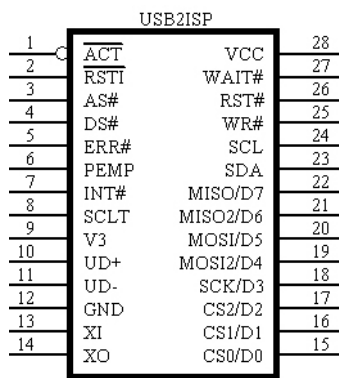 USB2ISP
1 ACT VCC 28
2 RSTI WAIT# 27
3 AS# RST# 26
4 DS# WR# 25
5 ERR# SCL 24
6 PEMP SDA 23
7 INT# MISO/D7 22
8 SCLT MISO2/D6 21
9 V3 MOSI/D5 20
10 UD+ MOSI2/D4 19
11 UD- SCK/D3 18
12 GND CS2/D2 17
13 XI CS1/D1 16
14 XO CS0/D0 15